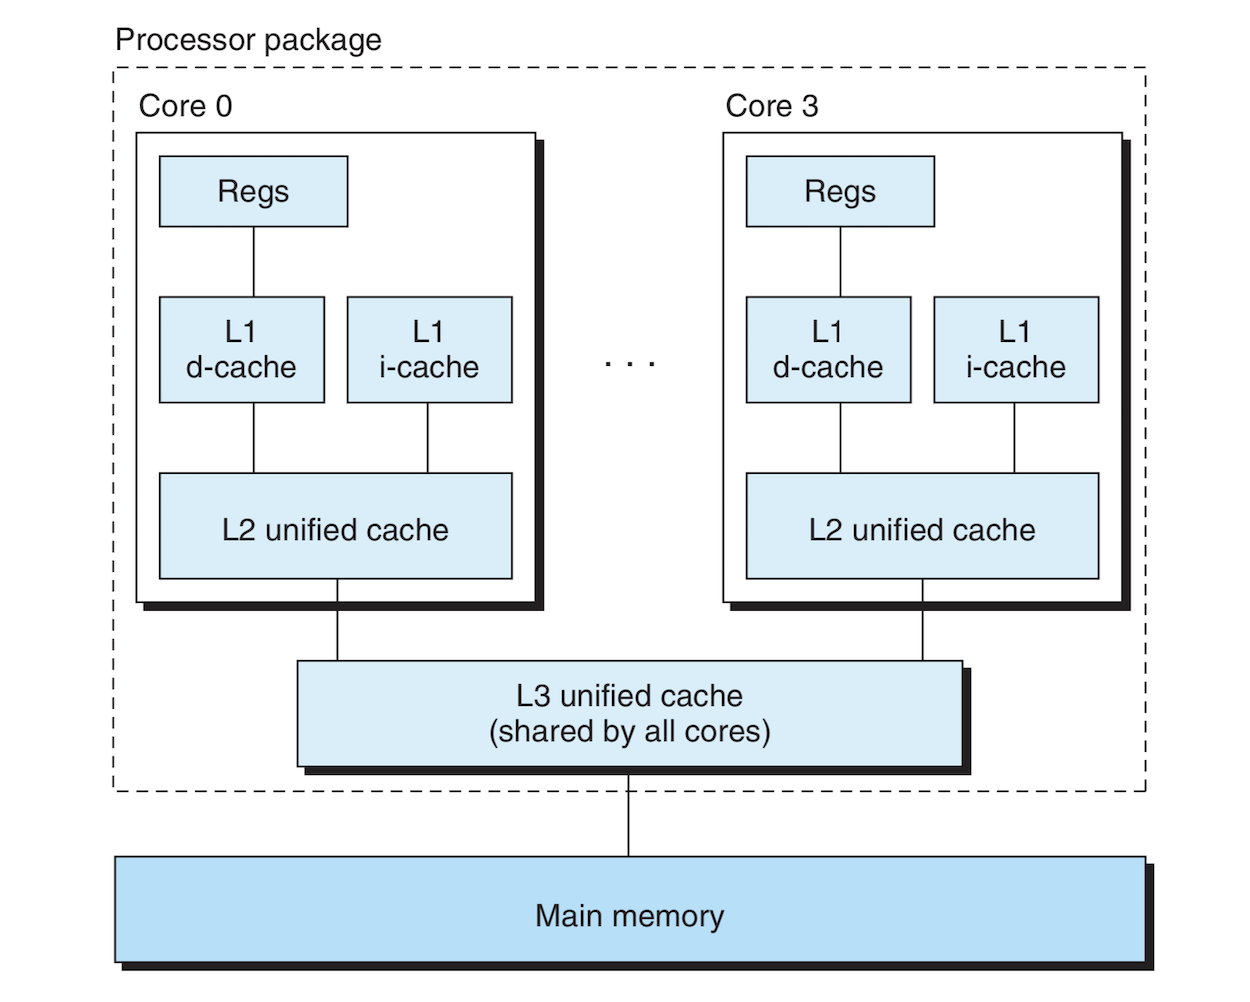 Processor package
Core 0
Core 3
Regs
Regs
L1
d-cache
L1
i-cache
. . .
L1
d-cache
L1
i-cache
L2 unified cache
L2 unified cache
L3 unified cache
(shared by all cores)
Main memory